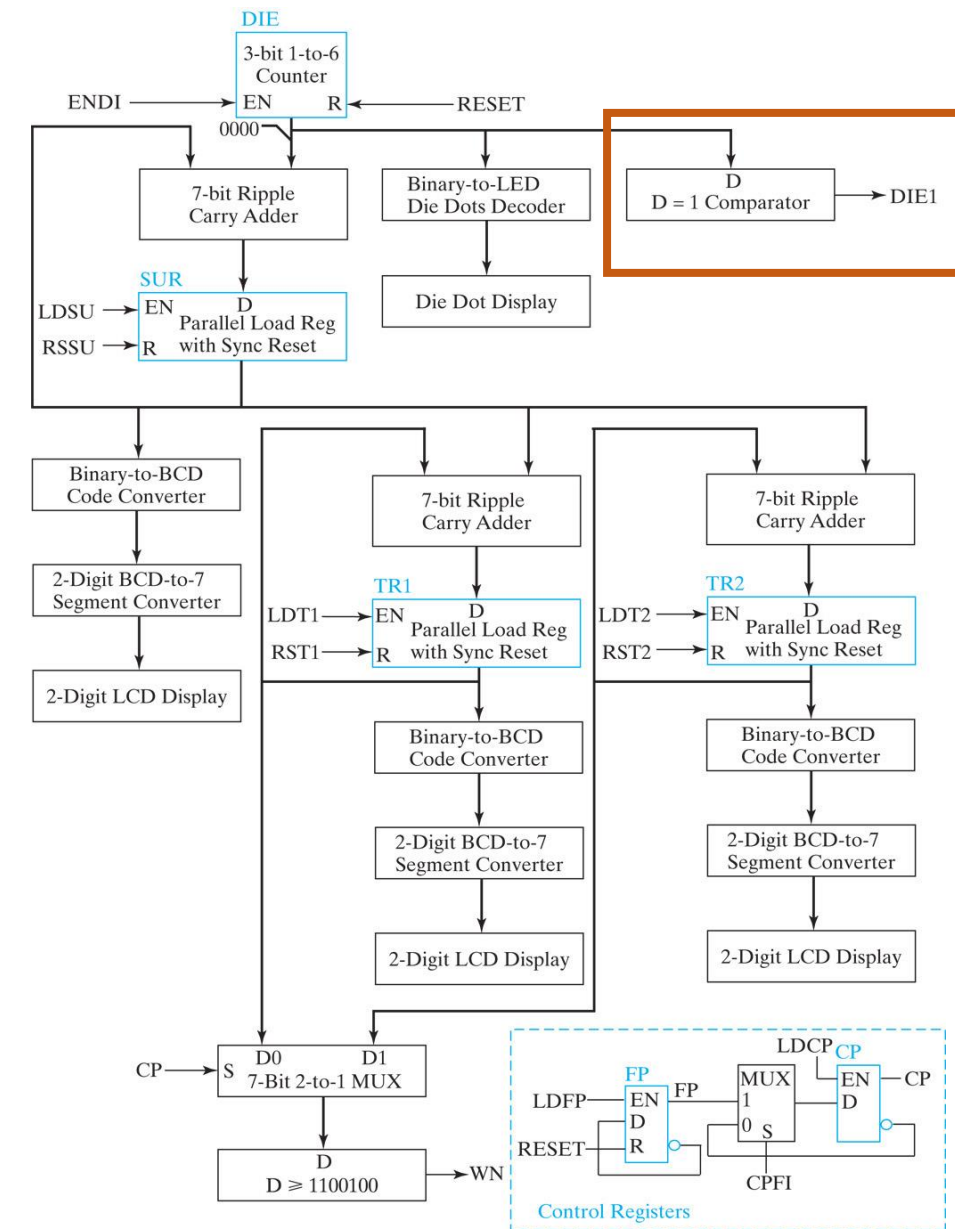 DIE
3-bit 1-to-6
Counter
ENDI
EN
R
RESET
0000
7-bit Ripple
Carry Adder
Binary-to-LED
Die Dots Decoder
D
D = 1 Comparator
DIE1
SUR
Die Dot Display
LDSU
EN
D
Parallel Load Reg
with Sync Reset
RSSU
R
Binary-to-BCD
Code Converter
7-bit Ripple
Carry Adder
7-bit Ripple
Carry Adder
2-Digit BCD-to-7
Segment Converter
TR1
TR2
LDT1
EN
D
Parallel Load Reg
with Sync Reset
RST1
R
LDT2
EN
D
Parallel Load Reg
with Sync Reset
RST2
R
2-Digit LCD Display
Binary-to-BCD
Code Converter
Binary-to-BCD
Code Converter
2-Digit BCD-to-7
Segment Converter
2-Digit BCD-to-7
Segment Converter
2-Digit LCD Display
2-Digit LCD Display
CP
S
D0
D1
7-Bit 2-to-1 MUX
D
D ⩾ 1100100
WN
LDFP
FP
EN
D
R
RESET
FP
MUX
1
0
S
CPFI
LDCP
CP
EN
D
CP
Control Registers